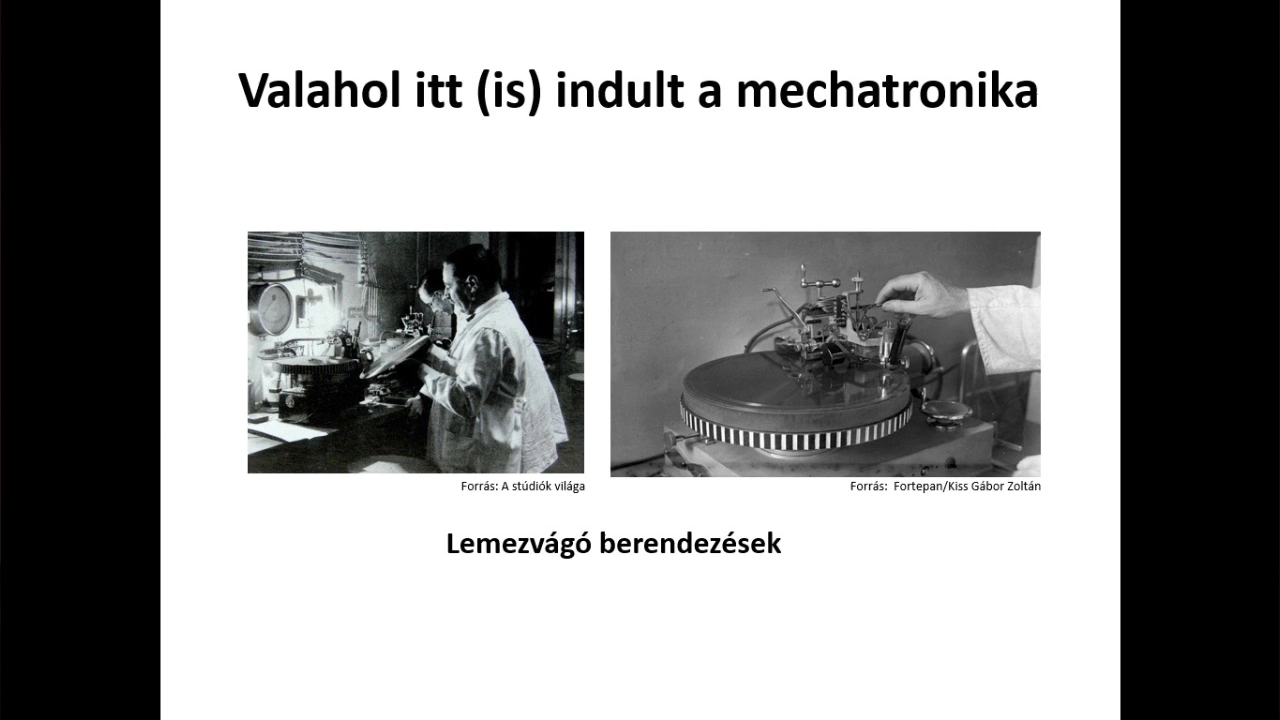 Valahol itt (is) indult a mechatronika
Forrás: A stúdiók világa
Forrás: Fortepan/Kiss Gábor Zoltán
Lemezvágó berendezések